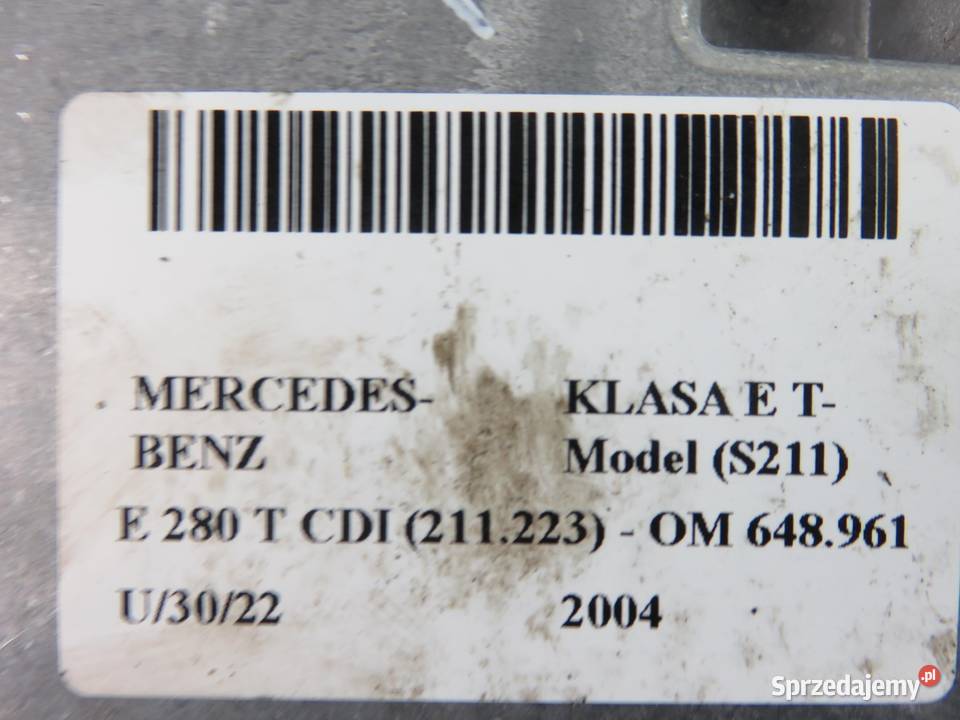 MERCEDES- KLASA E T-
BENZ Model (S211)
E 280 T CDI (211.223) - OM 648.961
U/30/22 2004
Sprzedajemy.pl